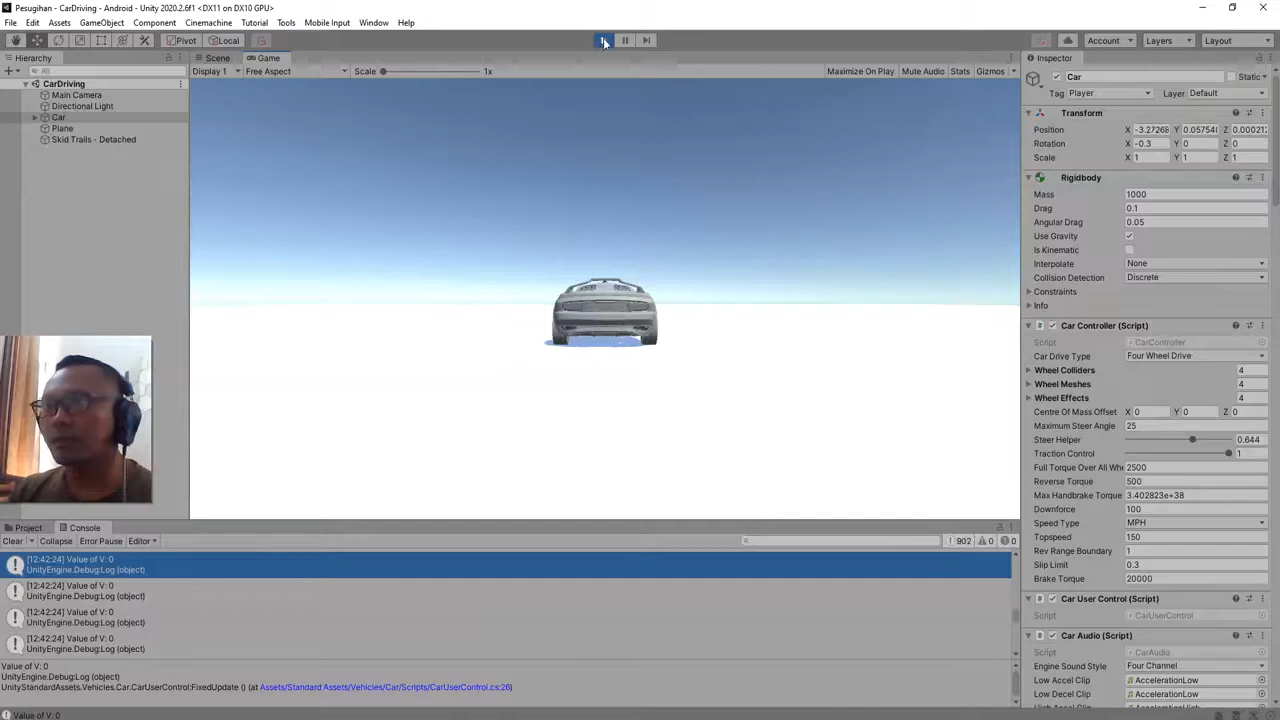 Pesugihan - CarDriving - Android - Unity 2020.2.6f1 <DX11 on DX10 GPU>
File Edit Assets GameObject Component Cinemachine Tutorial Tools Mobile Input Window Help
Pivot Local Account Layers Layout
Hierarchy Scene Game Inspector
All Display 1 Free Aspect Scale 1x Maximize On Play Mute Audio Stats Gizmos
Car Static
CarDriving
Main Camera
Directional Light
Car
Plane
Skid Trails - Detached
Tag Player Layer Default
Transform
Position X -3.27268 Y 0.05754 Z 0.00021
Rotation X -0.3 Y 0 Z 0
Scale X 1 Y 1 Z 1
Rigidbody
Mass 1000
Drag 0.1
Angular Drag 0.05
Use Gravity
Is Kinematic
Interpolate None
Collision Detection Discrete
Constraints
Info
Car Controller (Script)
Script CarController
Car Drive Type Four Wheel Drive
Wheel Colliders 4
Wheel Meshes 4
Wheel Effects 4
Centre Of Mass Offset X 0 Y 0 Z 0
Maximum Steer Angle 25
Steer Helper 0.644
Traction Control 1
Full Torque Over All Whe 2500
Reverse Torque 500
Max Handbrake Torque 3.402823e+38
Downforce 100
Speed Type MPH
Topspeed 150
Rev Range Boundary 1
Slip Limit 0.3
Brake Torque 20000
Car User Control (Script)
Script CarUserControl
Car Audio (Script)
Script CarAudio
Engine Sound Style Four Channel
Low Accel Clip AccelerationLow
Low Decel Clip AccelerationLow
Project Console
Clear Collapse Error Pause Editor 902 0 0
[12:42:24] Value of V: 0
UnityEngine.Debug:Log (object)
[12:42:24] Value of V: 0
UnityEngine.Debug:Log (object)
[12:42:24] Value of V: 0
UnityEngine.Debug:Log (object)
[12:42:24] Value of V: 0
UnityEngine.Debug:Log (object)
Value of V: 0
UnityEngine.Debug:Log (object)
UnityStandardAssets.Vehicles.Car.CarUserControl:FixedUpdate () (at Assets/Standard Assets/Vehicles/Car/Scripts/CarUserControl.cs:26)
Value of V: 0